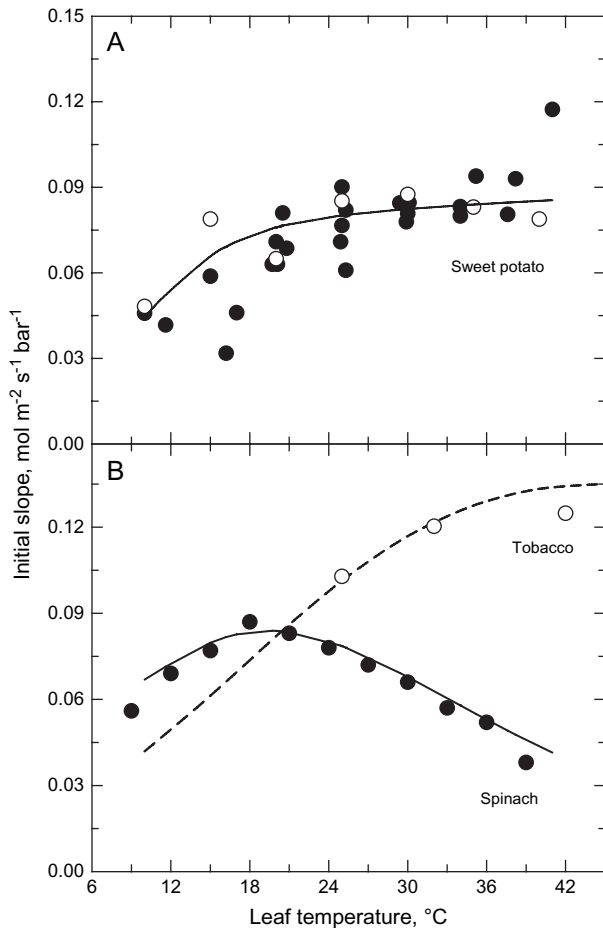 A
0.15
0.12
0.09
0.06
0.03
0.00
Sweet potato
Initial slope, mol m-2 s-1 bar-1
B
0.12
0.09
0.06
0.03
0.00
Tobacco
Spinach
6 12 18 24 30 36 42
Leaf temperature, °C